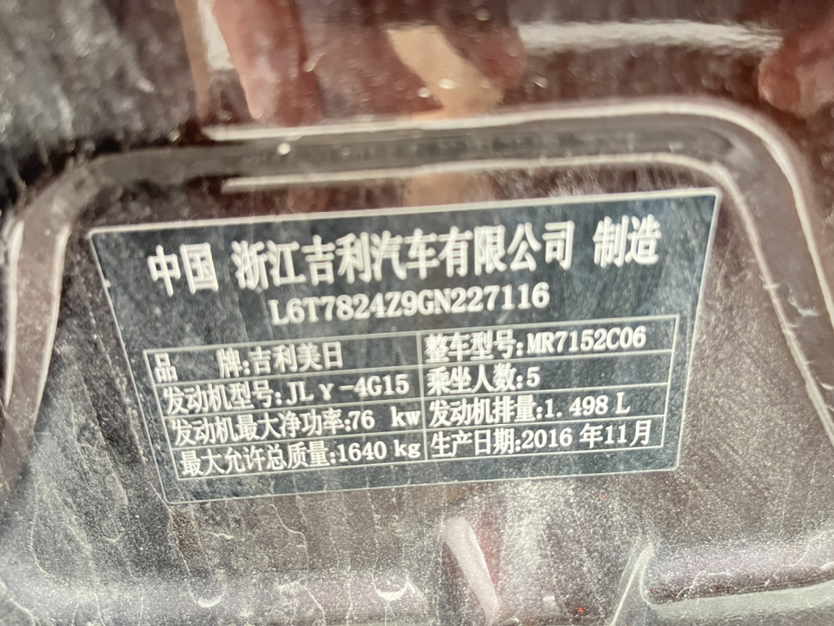 中国 浙江吉利汽车有限公司 制造
L6T7824Z9GN227116
品 牌:吉利美日 整车型号:MR7152C06
发动机型号:JLγ-4G15 乘坐人数:5
发动机最大净功率:76 kw 发动机排量:1.498 L
最大允许总质量:1640 kg 生产日期:2016 年11月